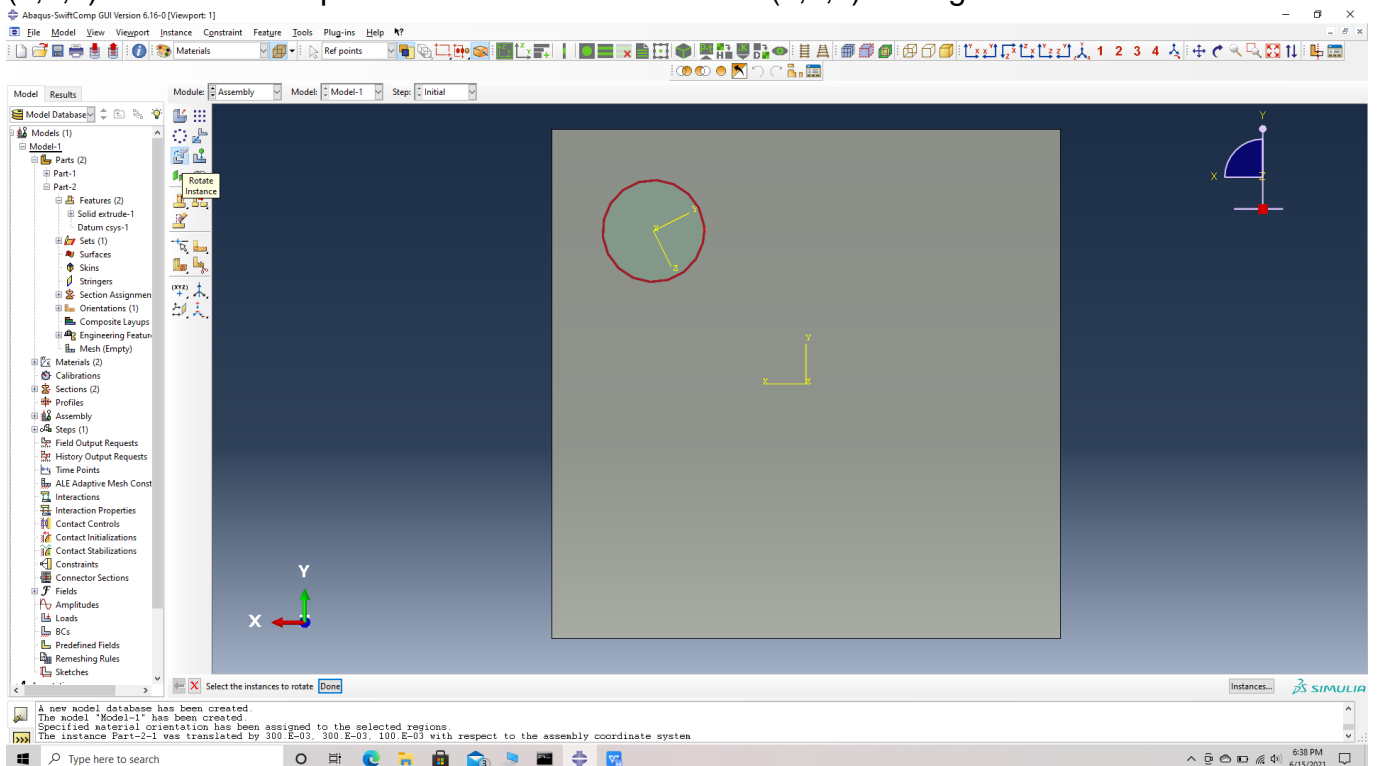 Abaqus-SwiftComp GUI Version 6.16-0 [Viewport: 1]
File Model View Viewport Instance Constraint Feature Tools Plug-ins Help
Materials Ref points 1 2 3 4
Model Results Module: Assembly Model: Model-1 Step: Initial
Model Database
Models (1)
Model-1
Parts (2)
Part-1
Part-2
Features (2)
Solid extrude-1
Datum csys-1
Sets (1)
Surfaces
Skins
Stringers
Section Assignmen
Orientations (1)
Composite Layups
Engineering Featur
Mesh (Empty)
Materials (2)
Calibrations
Sections (2)
Profiles
Assembly
Steps (1)
Field Output Requests
History Output Requests
Time Points
ALE Adaptive Mesh Const
Interactions
Interaction Properties
Contact Controls
Contact Initializations
Contact Stabilizations
Constraints
Connector Sections
Fields
Amplitudes
Loads
BCs
Predefined Fields
Remeshing Rules
Sketches
Rotate
Instance
(XYZ)
Y
X Z
Y
Z
Y
X
Y
X
Select the instances to rotate Done
Instances...
SIMULIA
A new model database has been created.
The model "Model-1" has been created.
Specified material orientation has been assigned to the selected regions.
The instance Part-2-1 was translated by 300.E-03, 300.E-03, 100.E-03 with respect to the assembly coordinate system
Type here to search
6:38 PM
6/15/2021